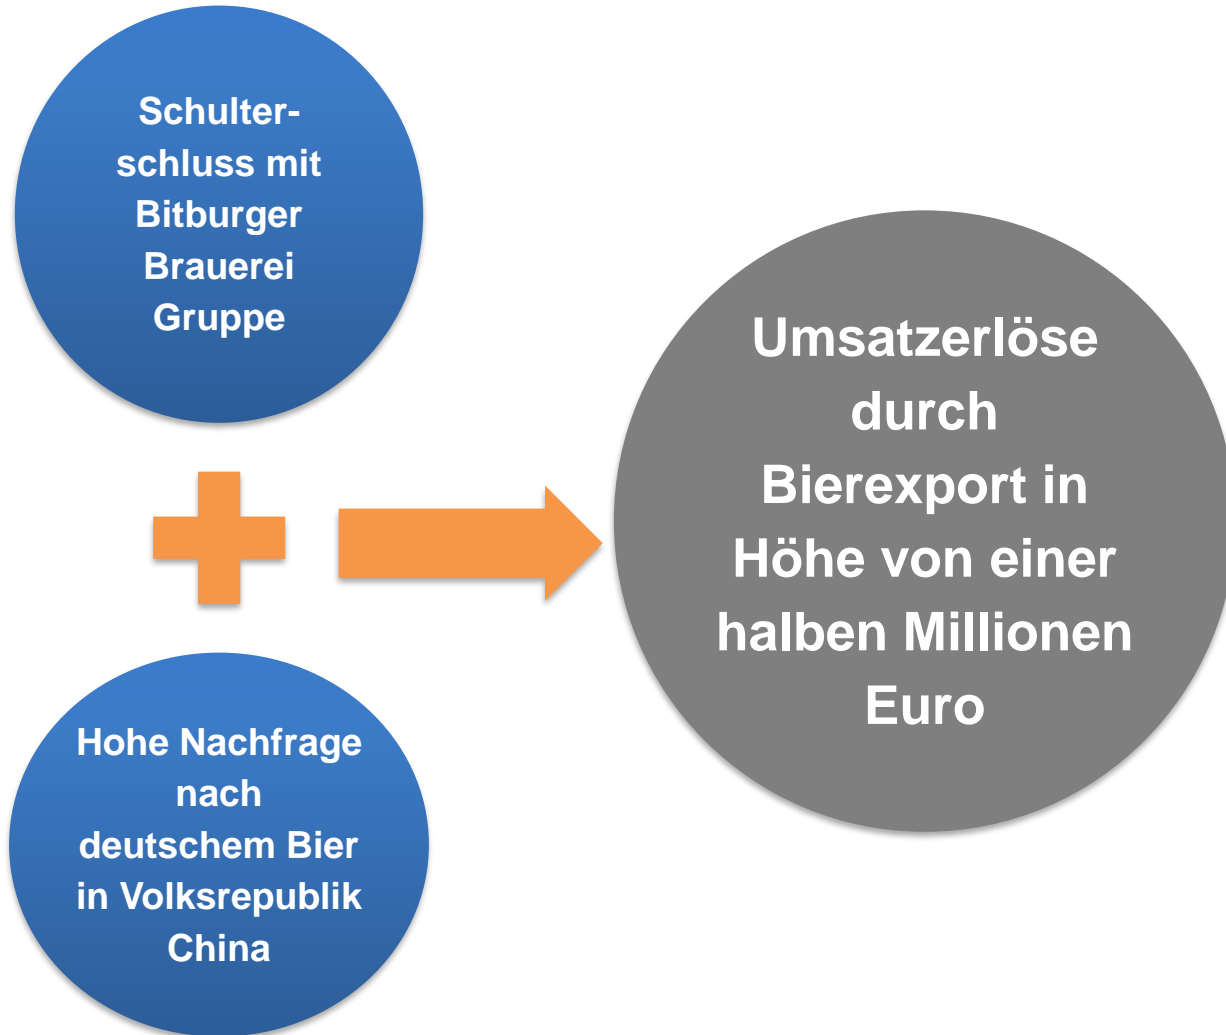 Schulter-
schluss mit
Bitburger
Brauerei
Gruppe
Hohe Nachfrage
nach
deutschem Bier
in Volksrepublik
China
Umsatzerlöse
durch
Bierexport in
Höhe von einer
halben Millionen
Euro